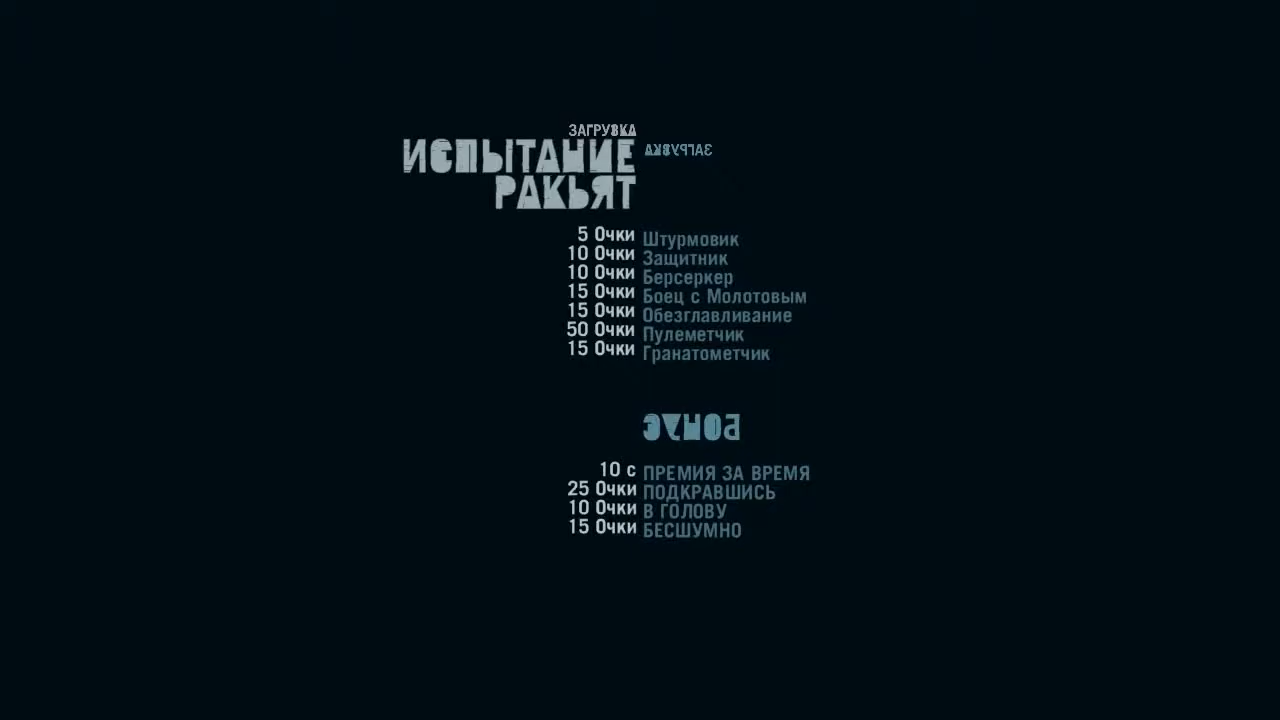 ЗАГРУЗКА
ЗАГРУЗКА
ИСПЫТАНИЕ
РАКЬЯТ
5 Очки Штурмовик
10 Очки Защитник
10 Очки Берсеркер
15 Очки Боец с Молотовым
15 Очки Обезглавливание
50 Очки Пулеметчик
15 Очки Гранатометчик
10 с ПРЕМИЯ ЗА ВРЕМЯ
25 Очки ПОДКРАВШИСЬ
10 Очки В ГОЛОВУ
15 Очки БЕСШУМНО